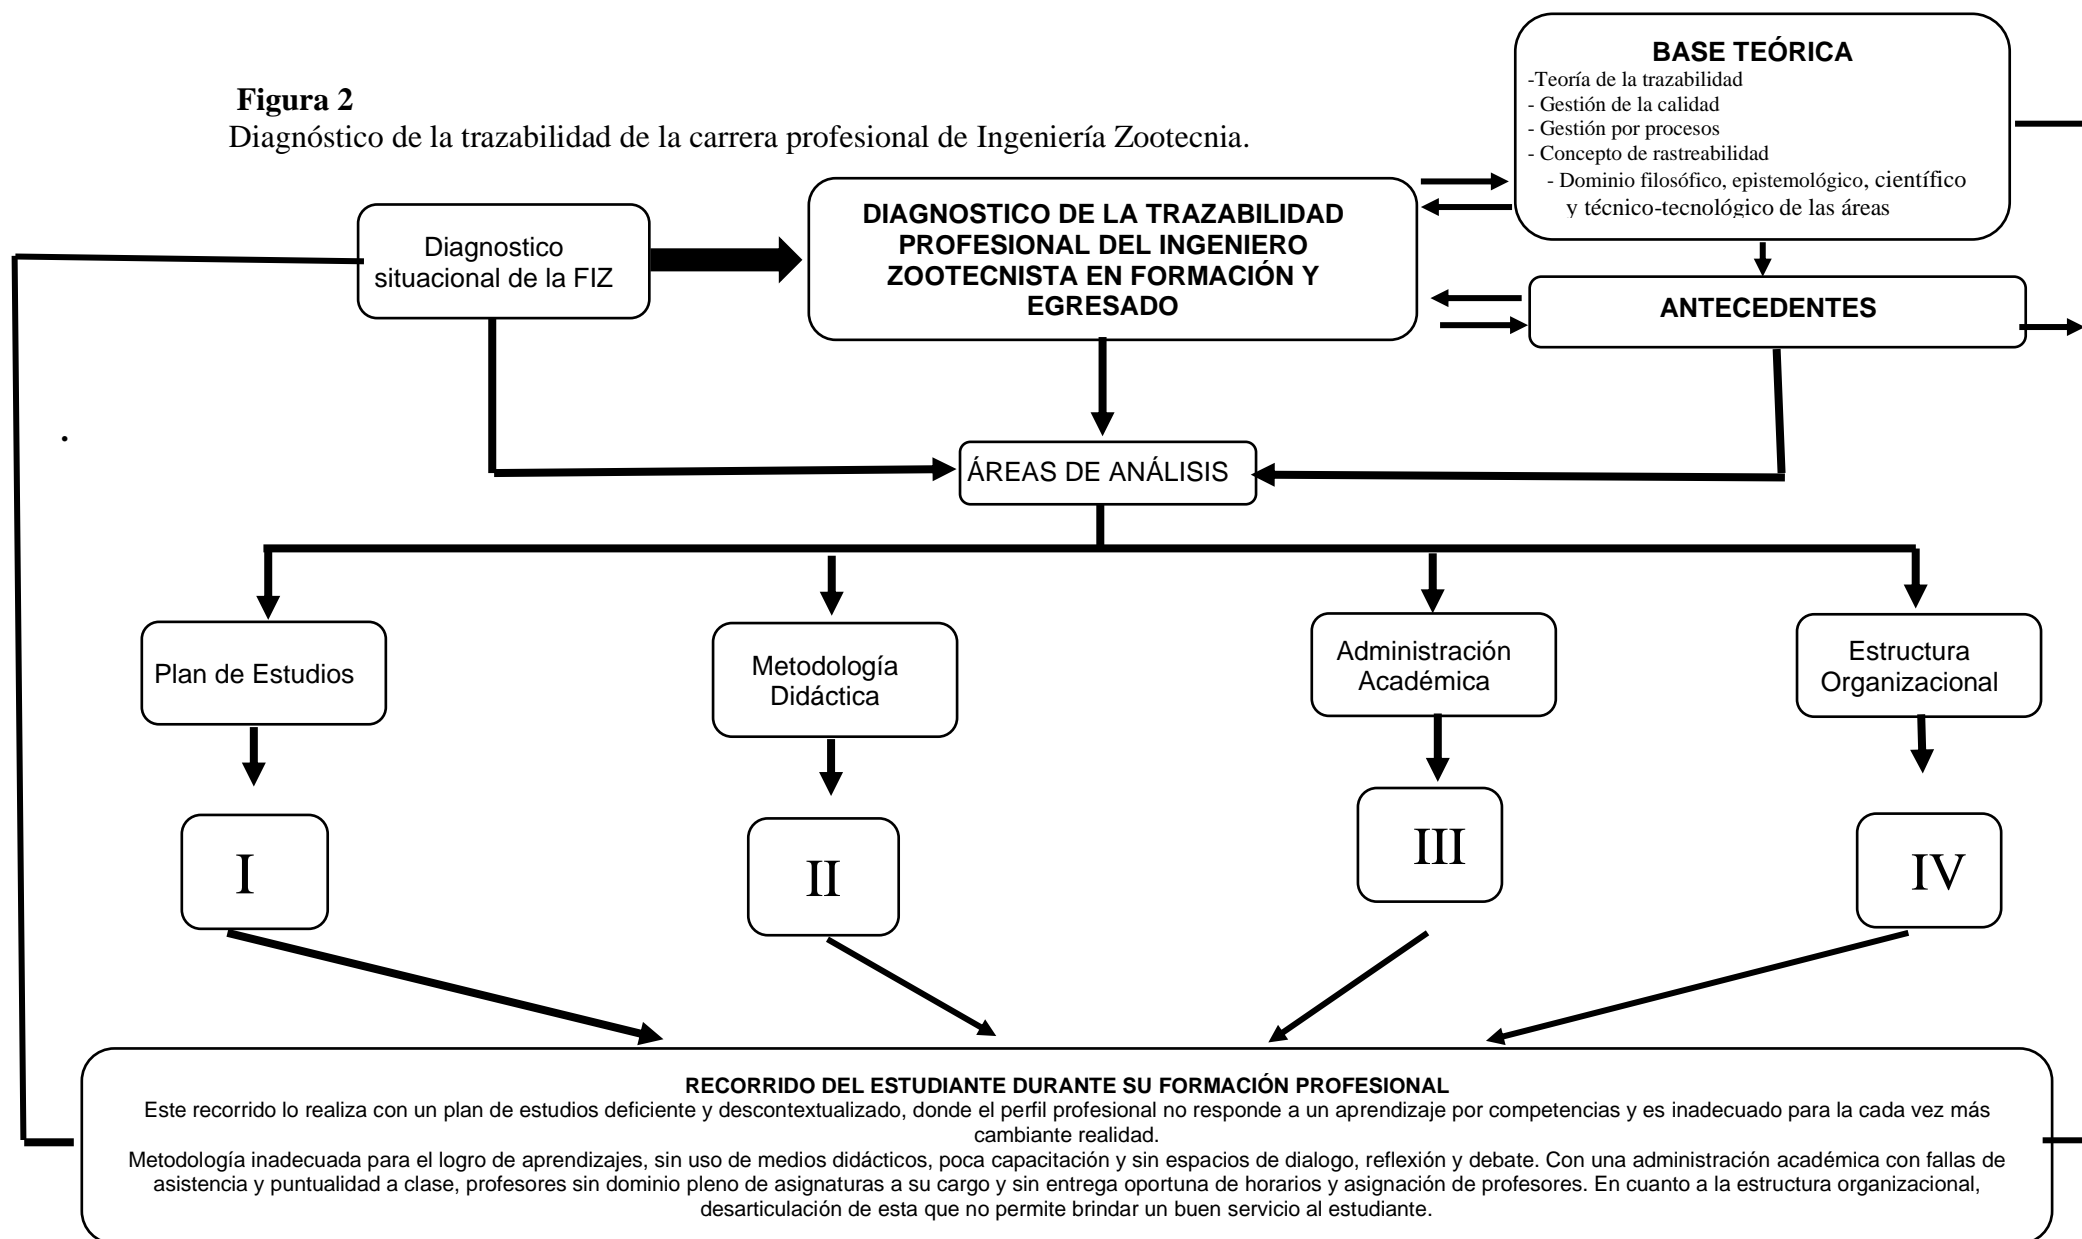 Figura 2
Diagnóstico de la trazabilidad de la carrera profesional de Ingeniería Zootecnia.
BASE TEÓRICA
-Teoría de la trazabilidad
- Gestión de la calidad
- Gestión por procesos
- Concepto de rastreabilidad
- Dominio filosófico, epistemológico, científico
y técnico-tecnológico de las áreas
Diagnostico
situacional de la FIZ
DIAGNOSTICO DE LA TRAZABILIDAD
PROFESIONAL DEL INGENIERO
ZOOTECNISTA EN FORMACIÓN Y
EGRESADO
ANTECEDENTES
.
ÁREAS DE ANÁLISIS
Plan de Estudios
Metodología
Didáctica
Administración
Académica
Estructura
Organizacional
I
II
III
IV
RECORRIDO DEL ESTUDIANTE DURANTE SU FORMACIÓN PROFESIONAL
Este recorrido lo realiza con un plan de estudios deficiente y descontextualizado, donde el perfil profesional no responde a un aprendizaje por competencias y es inadecuado para la cada vez más
cambiante realidad.
Metodología inadecuada para el logro de aprendizajes, sin uso de medios didácticos, poca capacitación y sin espacios de dialogo, reflexión y debate. Con una administración académica con fallas de
asistencia y puntualidad a clase, profesores sin dominio pleno de asignaturas a su cargo y sin entrega oportuna de horarios y asignación de profesores. En cuanto a la estructura organizacional,
desarticulación de esta que no permite brindar un buen servicio al estudiante.